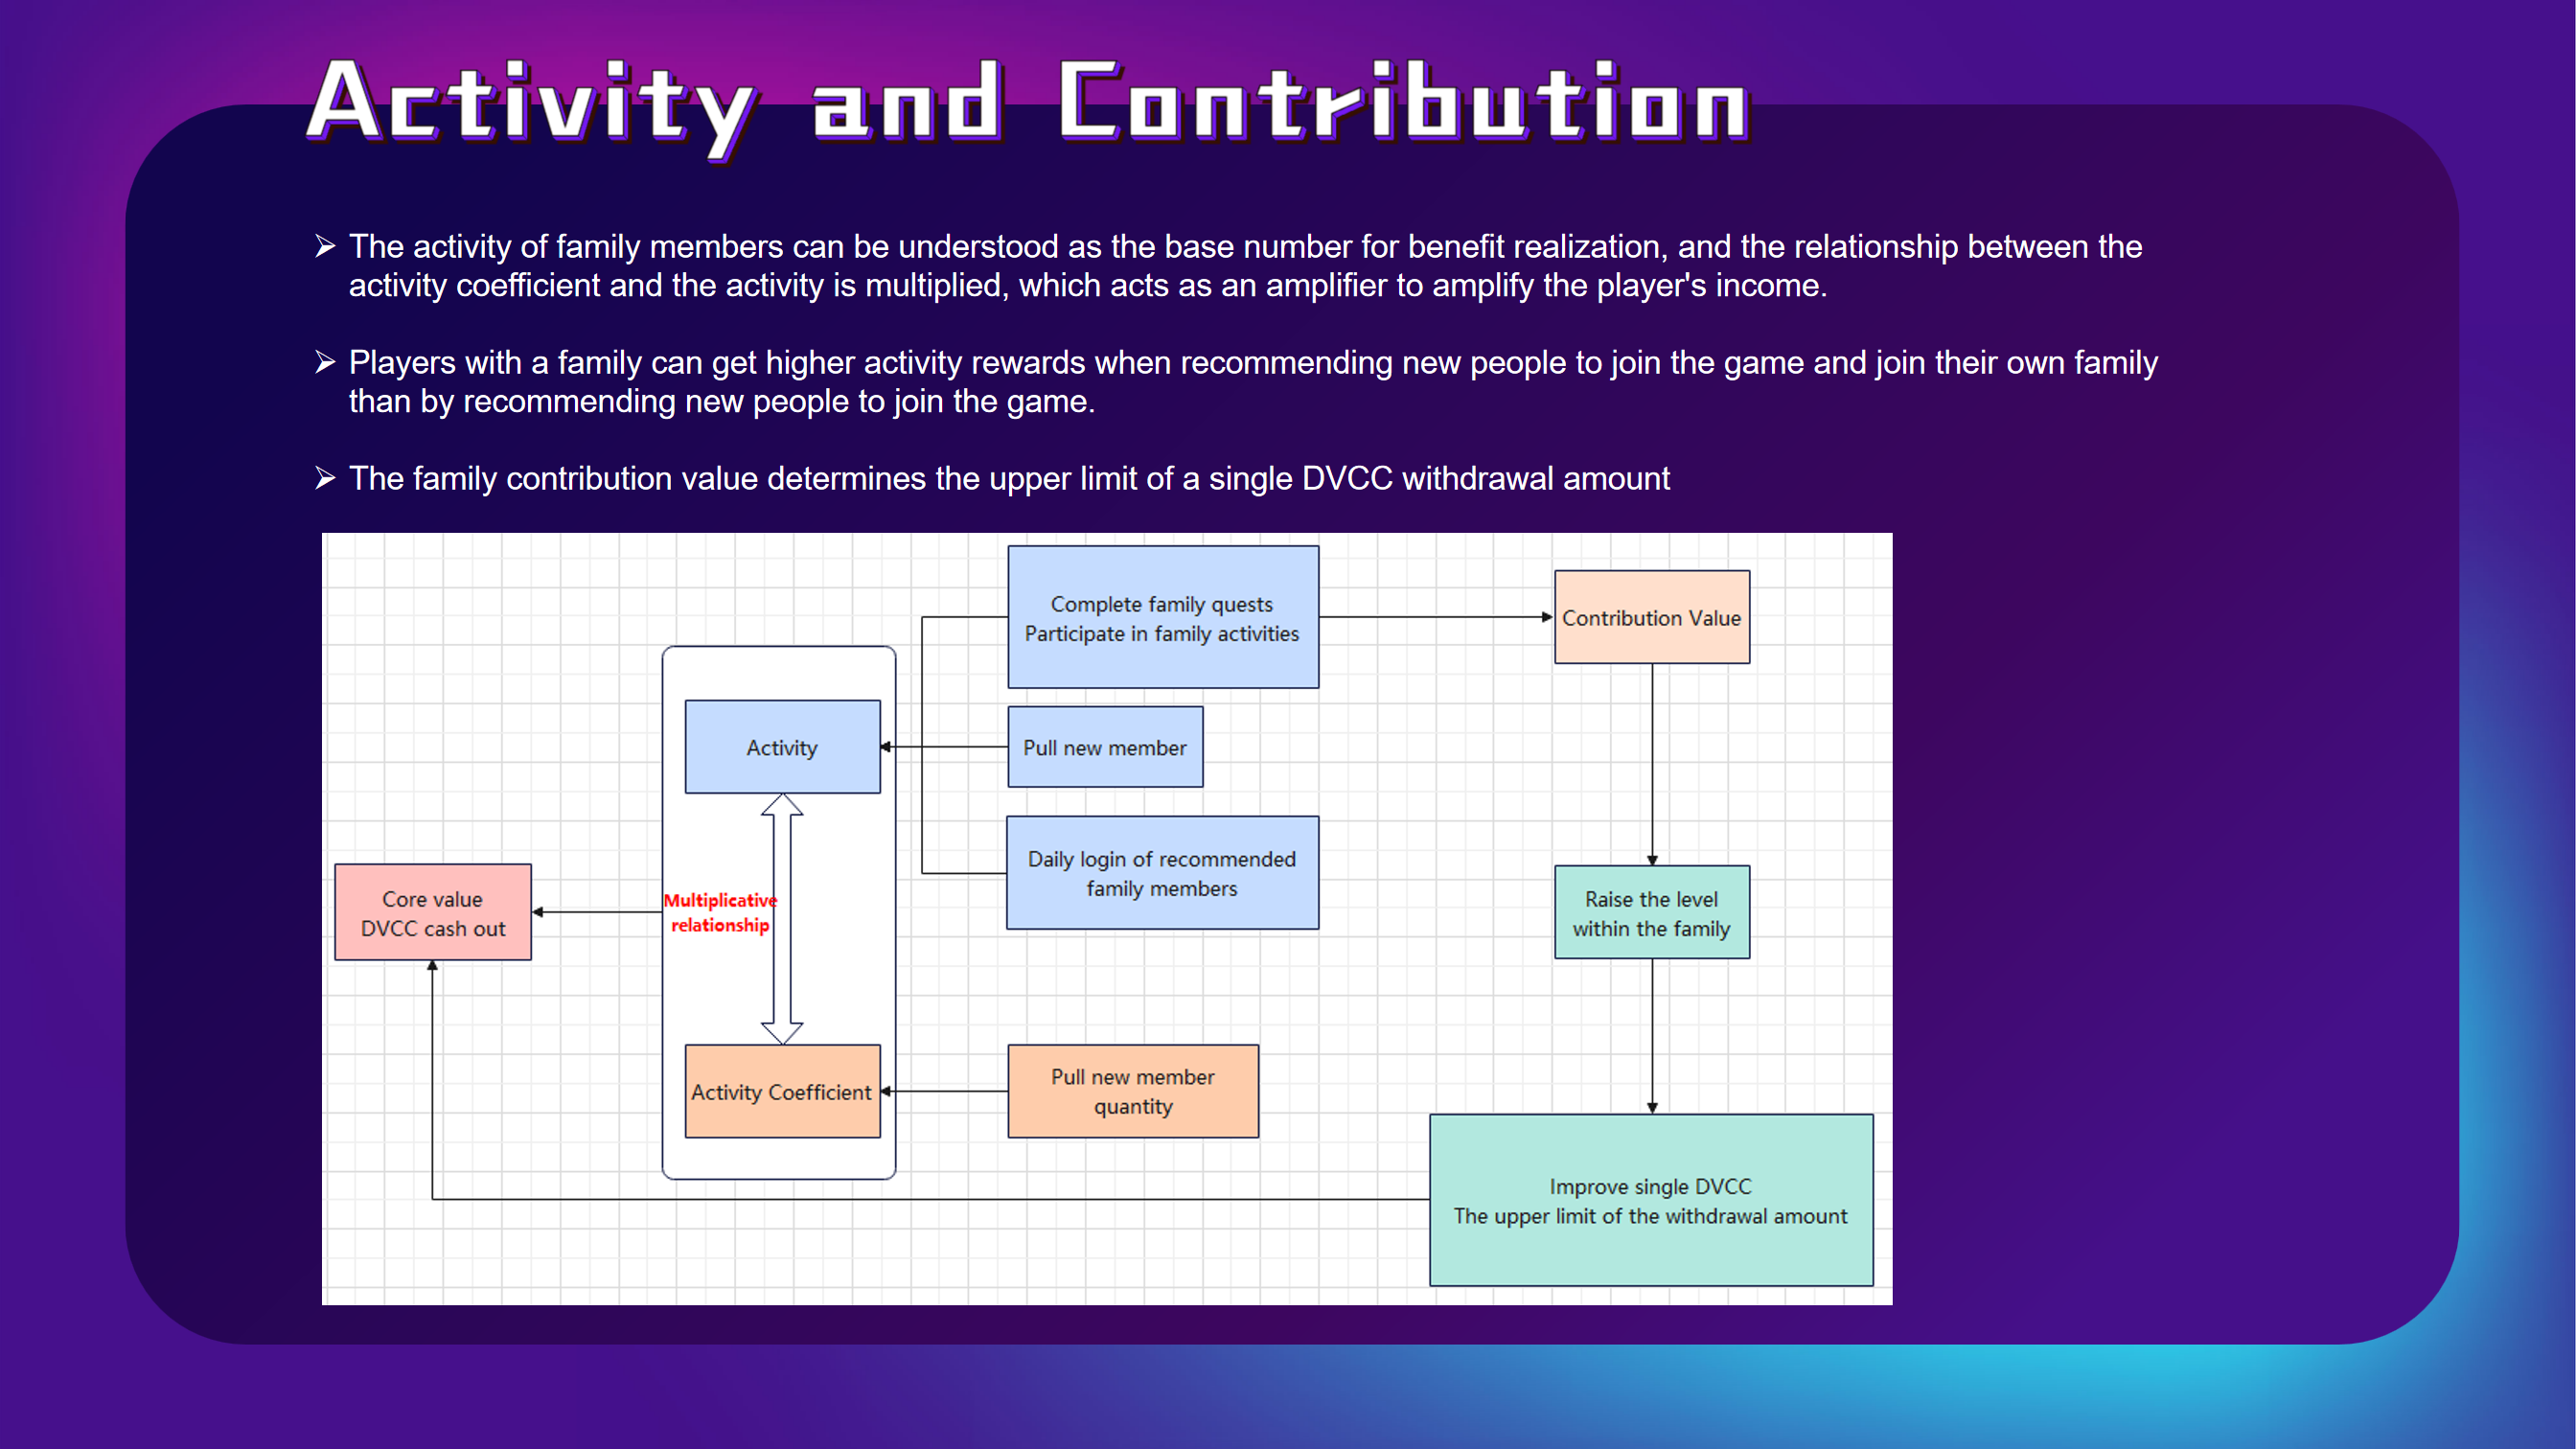 Activity and Contribution
➢ The activity of family members can be understood as the base number for benefit realization, and the relationship between the
activity coefficient and the activity is multiplied, which acts as an amplifier to amplify the player's income.
➢ Players with a family can get higher activity rewards when recommending new people to join the game and join their own family
than by recommending new people to join the game.
➢ The family contribution value determines the upper limit of a single DVCC withdrawal amount
Complete family quests
Participate in family activities
Contribution Value
Activity
Pull new member
Daily login of recommended
family members
Core value
DVCC cash out
Multiplicative
relationship
Raise the level
within the family
Activity Coefficient
Pull new member
quantity
Improve single DVCC
The upper limit of the withdrawal amount